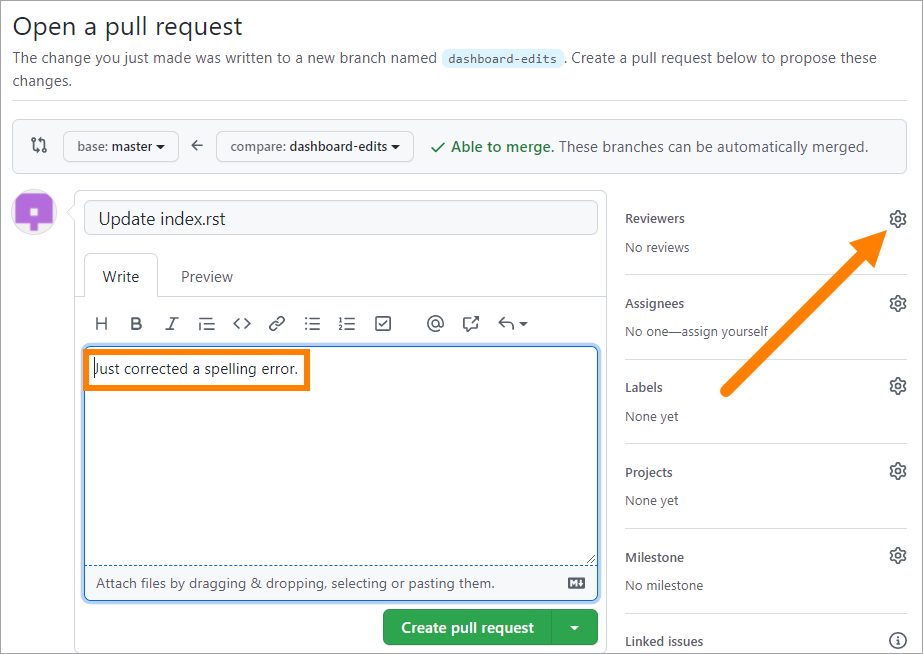 Open a pull request
The change you just made was written to a new branch named dashboard-edits. Create a pull request below to propose these
changes.
base: master
compare: dashboard-edits
Able to merge. These branches can be automatically merged.
Update index.rst
Write
Preview
Just corrected a spelling error.
Attach files by dragging & dropping, selecting or pasting them.
Create pull request
Reviewers
No reviews
Assignees
No one—assign yourself
Labels
None yet
Projects
None yet
Milestone
No milestone
Linked issues